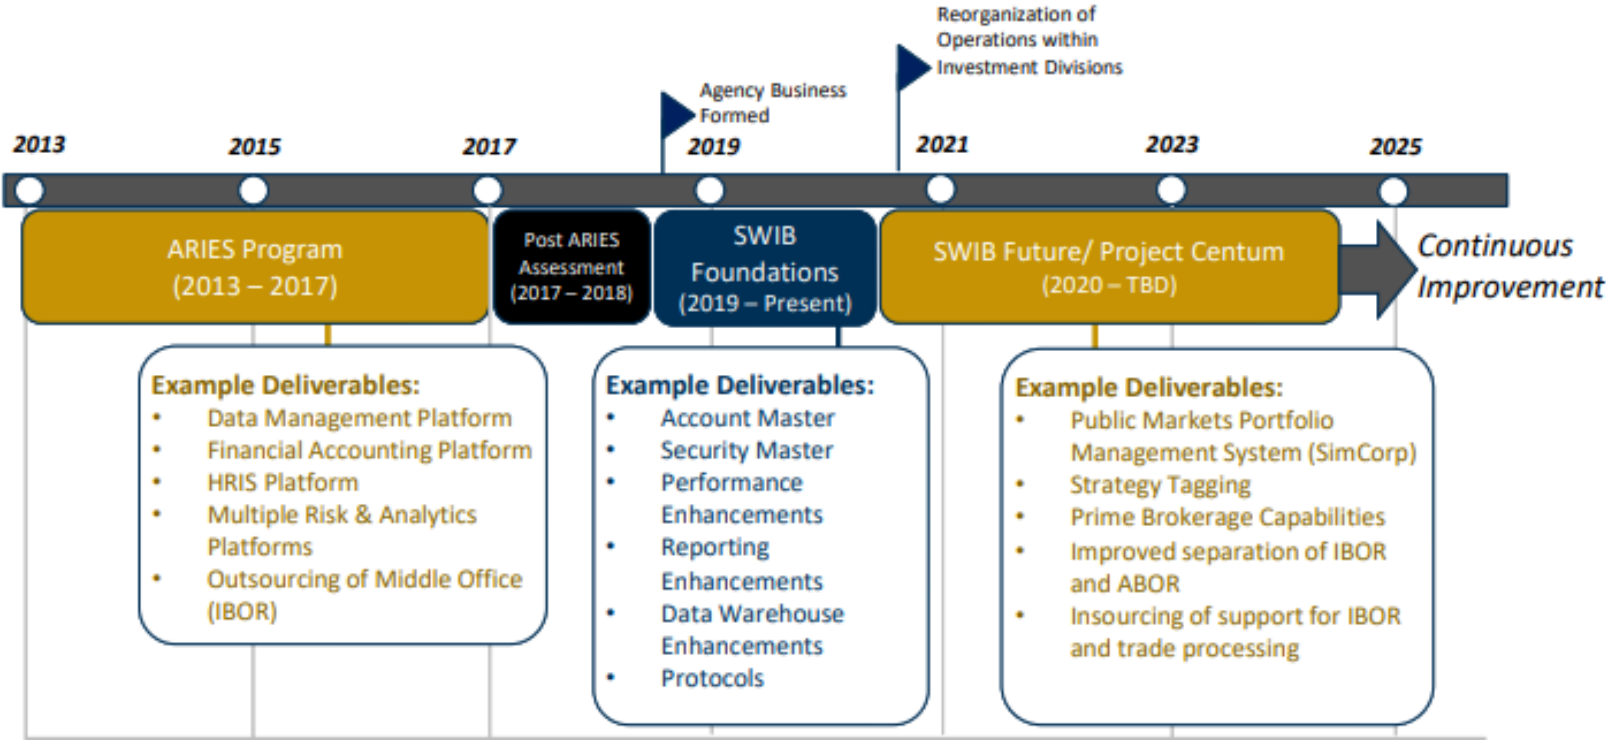 Reorganization of
Operations within
Investment Divisions
Agency Business
Formed
2013
2015
2017
2019
2021
2023
2025
ARIES Program
(2013 – 2017)
Post ARIES
Assessment
(2017 – 2018)
SWIB
Foundations
(2019 – Present)
SWIB Future/ Project Centum
(2020 – TBD)
Continuous
Improvement
Example Deliverables:
• Data Management Platform
• Financial Accounting Platform
• HRIS Platform
• Multiple Risk & Analytics
Platforms
• Outsourcing of Middle Office
(IBOR)
Example Deliverables:
• Account Master
• Security Master
• Performance
Enhancements
• Reporting
Enhancements
• Data Warehouse
Enhancements
• Protocols
Example Deliverables:
• Public Markets Portfolio
Management System (SimCorp)
• Strategy Tagging
• Prime Brokerage Capabilities
• Improved separation of IBOR
and ABOR
• Insourcing of support for IBOR
and trade processing